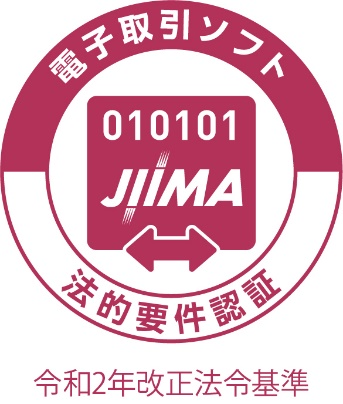 電子取引ソフト
010101
JIIMA
法的要件認証
令和2年改正法令基準